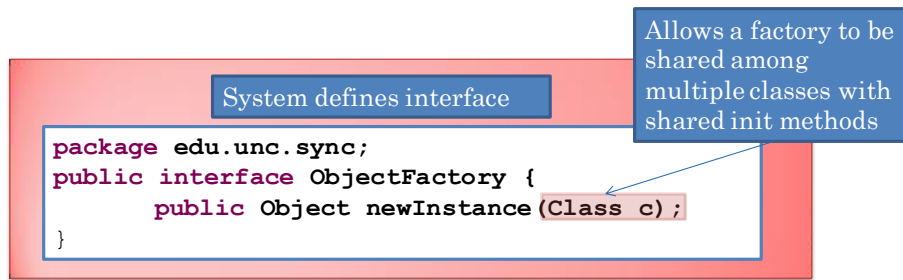 Allows a factory to be
shared among
multiple classes with
shared init methods
System defines interface
package edu.unc.sync;
public interface ObjectFactory {
public Object newInstance(Class c);
}